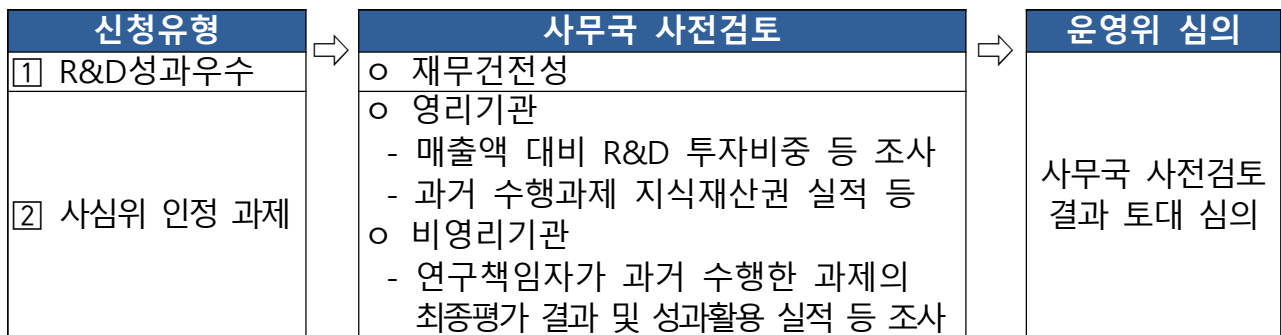 신청유형
⇨
사무국 사전검토
⇨
운영위 심의
1 R&D성과우수
ㅇ 재무건전성
2 사심위 인정 과제
ㅇ 영리기관
- 매출액 대비 R&D 투자비중 등 조사
- 과거 수행과제 지식재산권 실적 등
ㅇ 비영리기관
- 연구책임자가 과거 수행한 과제의
최종평가 결과 및 성과활용 실적 등 조사
사무국 사전검토
결과 토대 심의